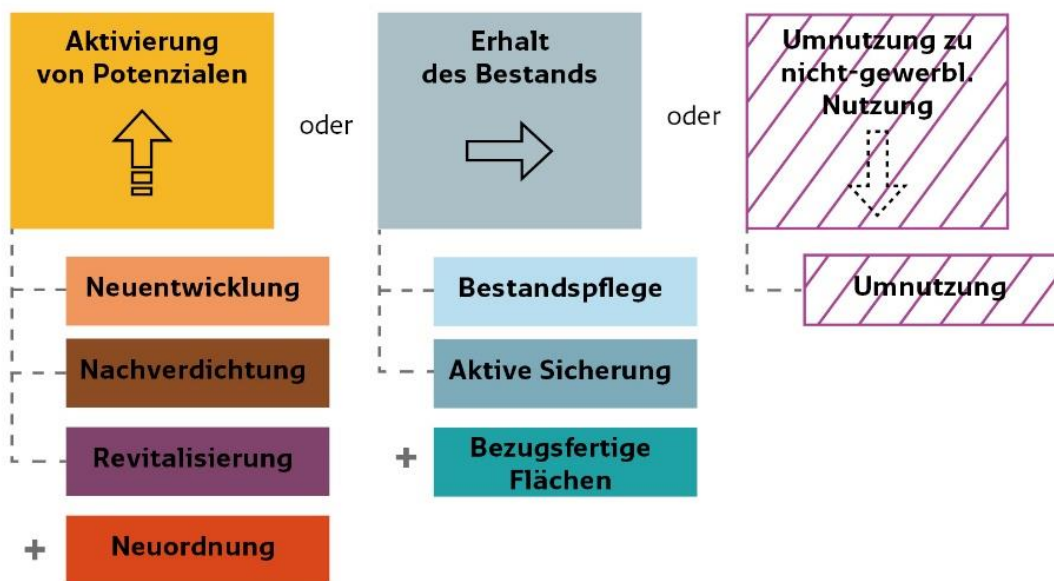 Aktivierung
von Potenzialen
oder
Erhalt
des Bestands
oder
Umnutzung zu
nicht-gewerbl.
Nutzung
Neuentwicklung
Nachverdichtung
Revitalisierung
+ Neuordnung
Bestandspflege
Aktive Sicherung
+ Bezugsfertige
Flächen
Umnutzung